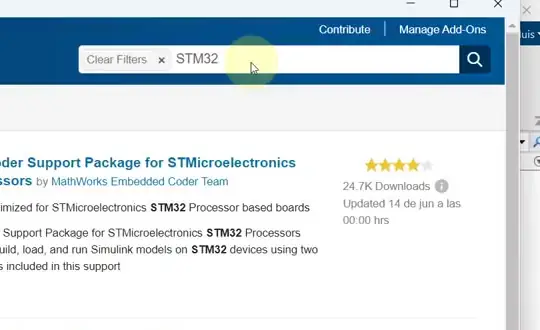 Contribute Manage Add-Ons
Clear Filters × STM32
oder Support Package for STMicroelectronics
ssors by MathWorks Embedded Coder Team
24.7K Downloads
Updated 14 de jun a las
00:00 hrs
imized for STMicroelectronics STM32 Processor based boards
Support Package for STMicroelectronics STM32 Processors
uild, load, and run Simulink models on STM32 devices using two
s included in this support
uis